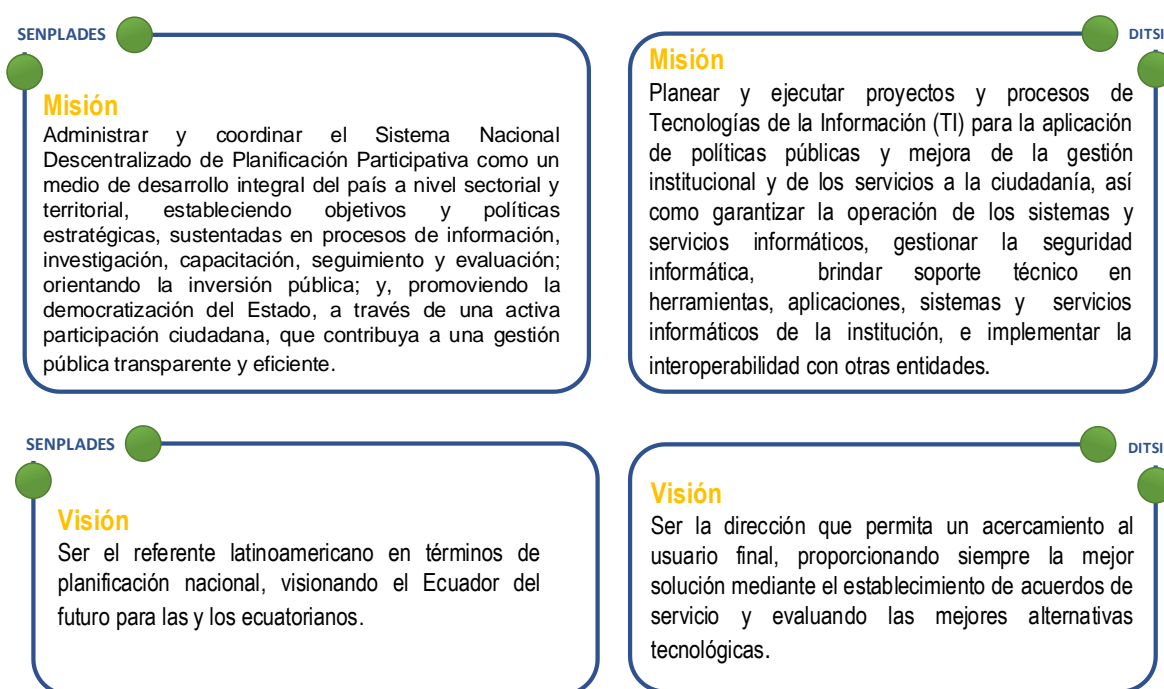 SENPLADES
Misión
Administrar y coordinar el Sistema Nacional
Descentralizado de Planificación Participativa como un
medio de desarrollo integral del país a nivel sectorial y
territorial, estableciendo objetivos y políticas
estratégicas, sustentadas en procesos de información,
investigación, capacitación, seguimiento y evaluación;
orientando la inversión pública; y, promoviendo la
democratización del Estado, a través de una activa
participación ciudadana, que contribuya a una gestión
pública transparente y eficiente.
DITSI
Misión
Planear y ejecutar proyectos y procesos de
Tecnologías de la Información (TI) para la aplicación
de políticas públicas y mejora de la gestión
institucional y de los servicios a la ciudadanía, así
como garantizar la operación de los sistemas y
servicios informáticos, gestionar la seguridad
informática, brindar soporte técnico en
herramientas, aplicaciones, sistemas y servicios
informáticos de la institución, e implementar la
interoperabilidad con otras entidades.
SENPLADES
Visión
Ser el referente latinoamericano en términos de
planificación nacional, visionando el Ecuador del
futuro para las y los ecuatorianos.
DITSI
Visión
Ser la dirección que permita un acercamiento al
usuario final, proporcionando siempre la mejor
solución mediante el establecimiento de acuerdos de
servicio y evaluando las mejores alternativas
tecnológicas.